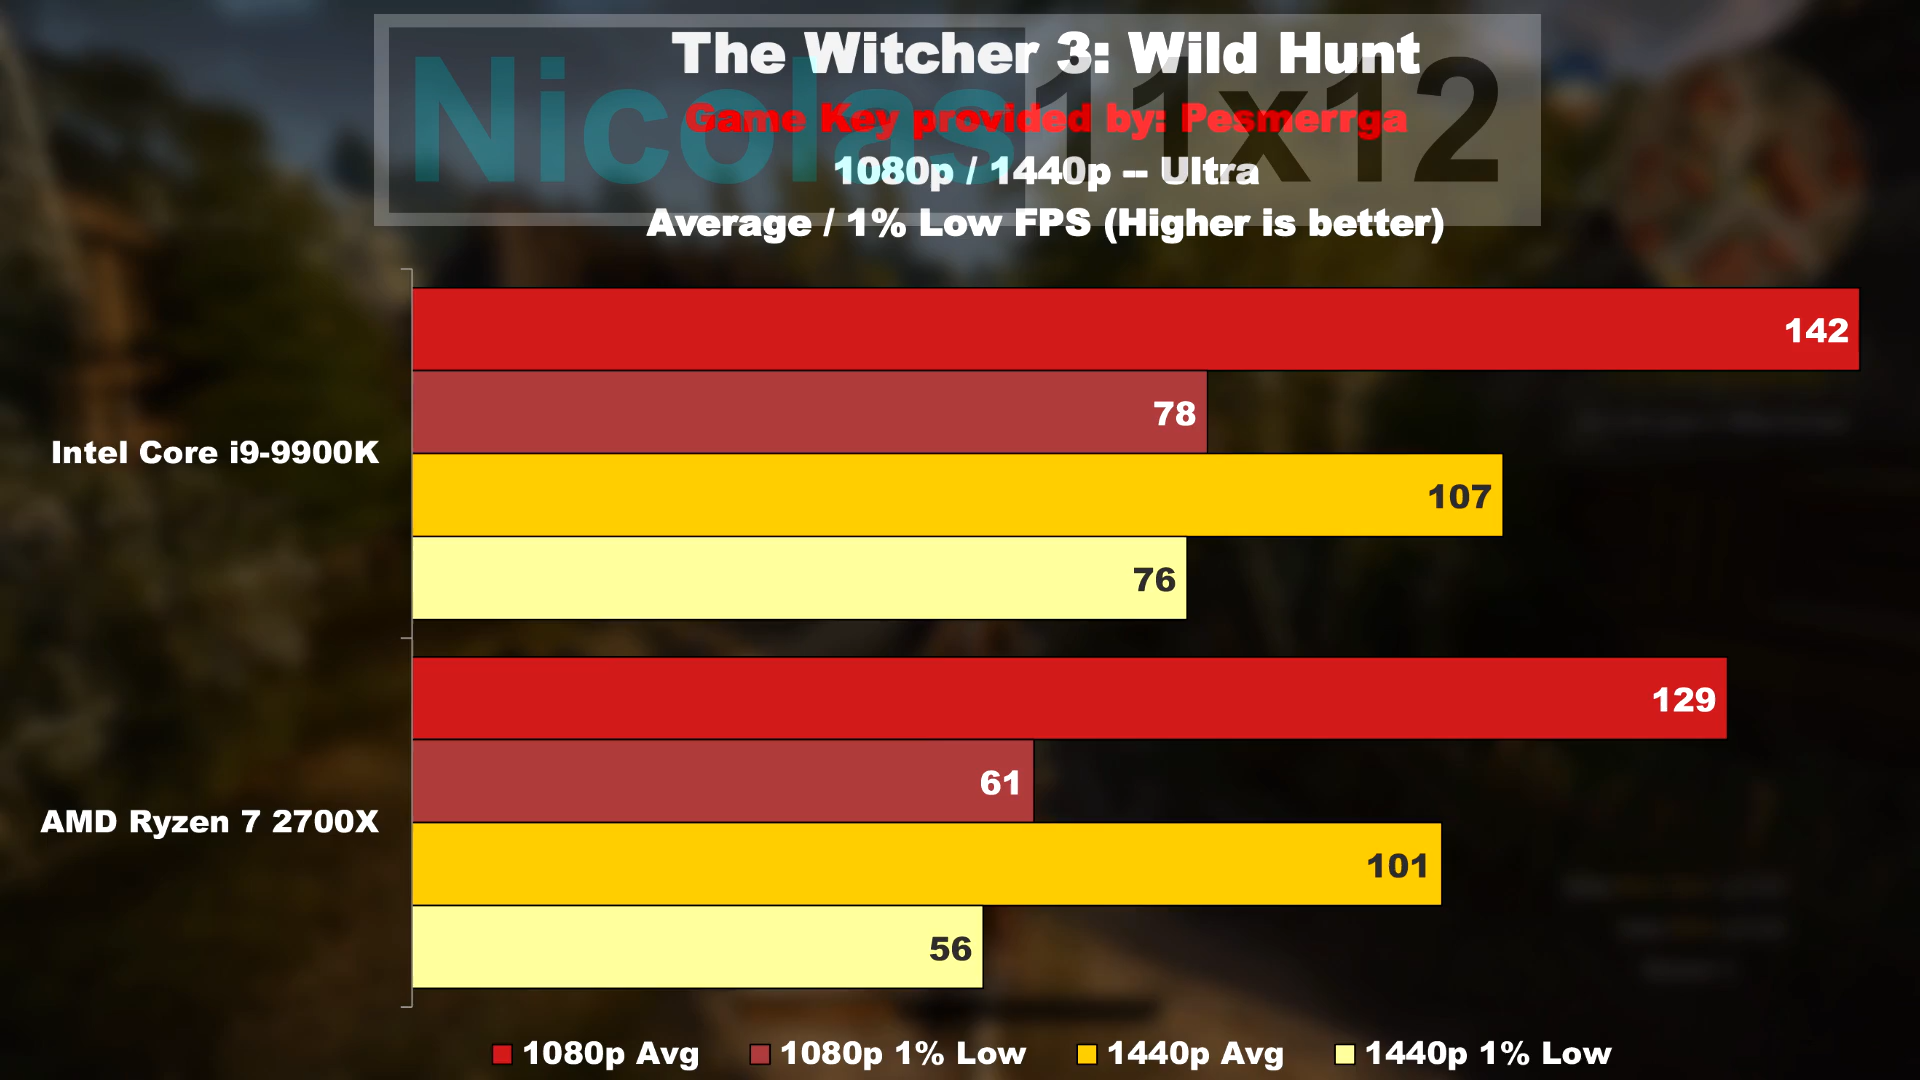 Nicolas11x12
The Witcher 3: Wild Hunt
Game Key provided by: Pesmerrga
1080p / 1440p -- Ultra
Average / 1% Low FPS (Higher is better)
Intel Core i9-9900K
142
78
107
76
AMD Ryzen 7 2700X
129
61
101
56
1080p Avg
1080p 1% Low
1440p Avg
1440p 1% Low